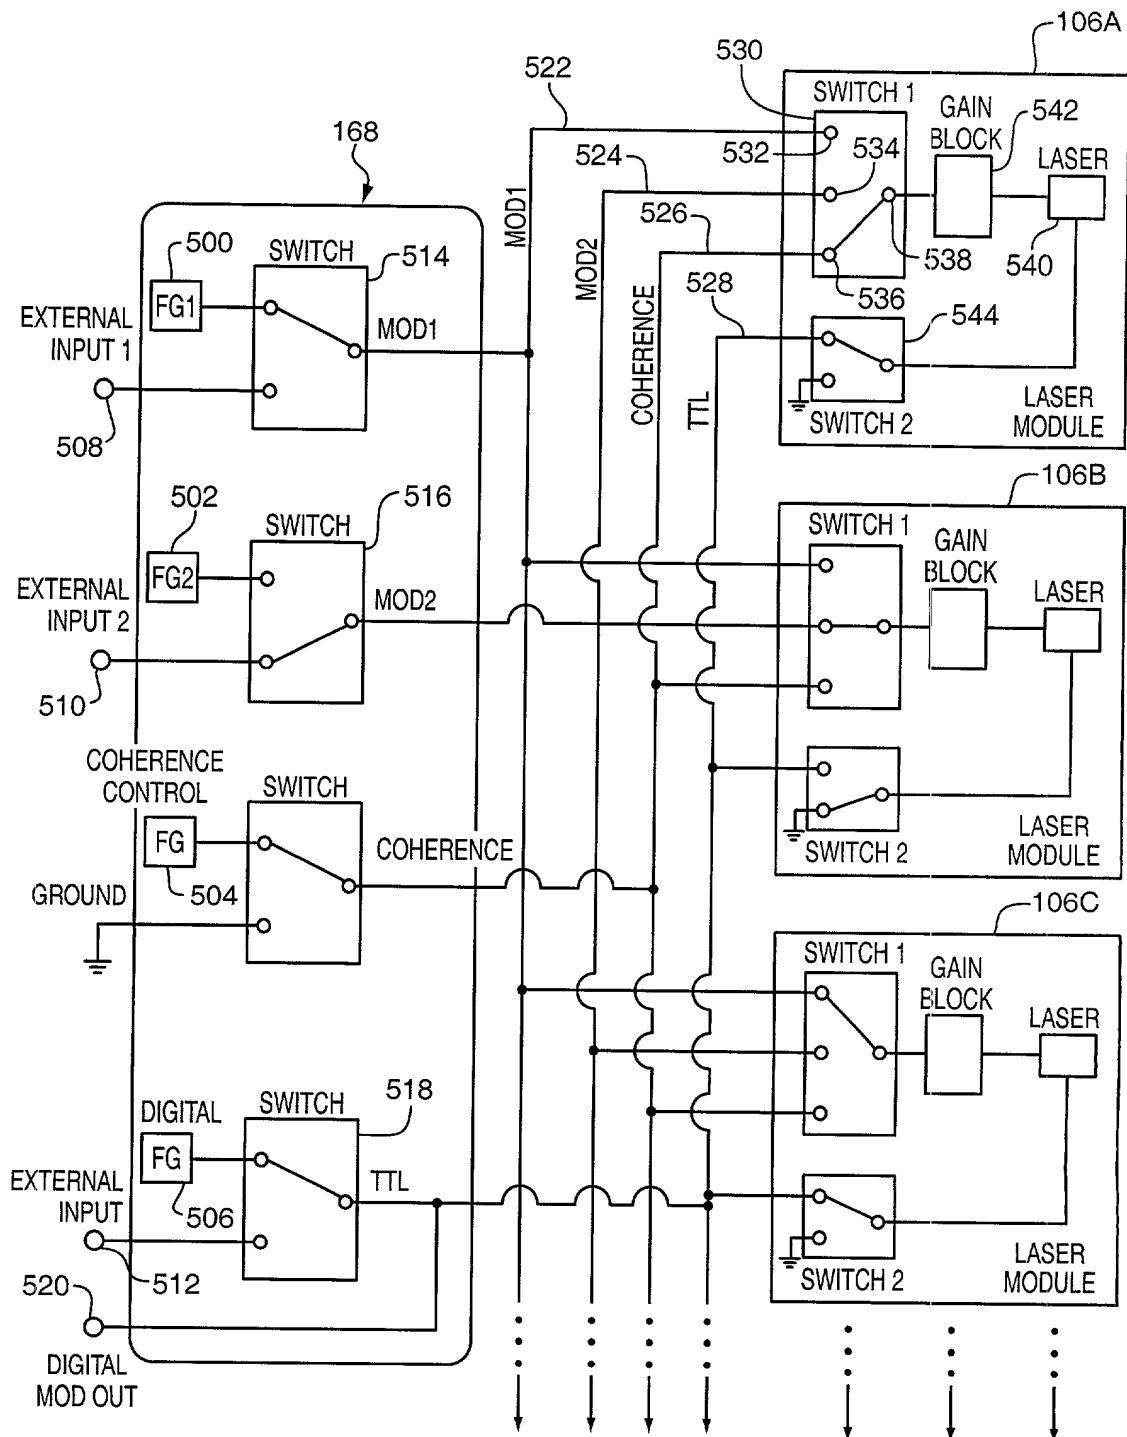 106A
522
530
SWITCH 1
GAIN
BLOCK
542
168
532
534
LASER
524
MOD1
526
538
540
500
SWITCH
514
MOD2
536
FG1
528
544
EXTERNAL
INPUT 1
MOD1
COHERENCE
TTL
508
SWITCH 2
LASER
MODULE
106B
502
516
SWITCH 1
SWITCH
GAIN
BLOCK
FG2
LASER
EXTERNAL
INPUT 2
MOD2
510
COHERENCE
CONTROL
SWITCH
LASER
MODULE
SWITCH 2
FG
COHERENCE
GROUND
504
106C
SWITCH 1
GAIN
BLOCK
LASER
518
DIGITAL
SWITCH
FG
TTL
EXTERNAL
INPUT
506
512
LASER
MODULE
SWITCH 2
520
DIGITAL
MOD OUT